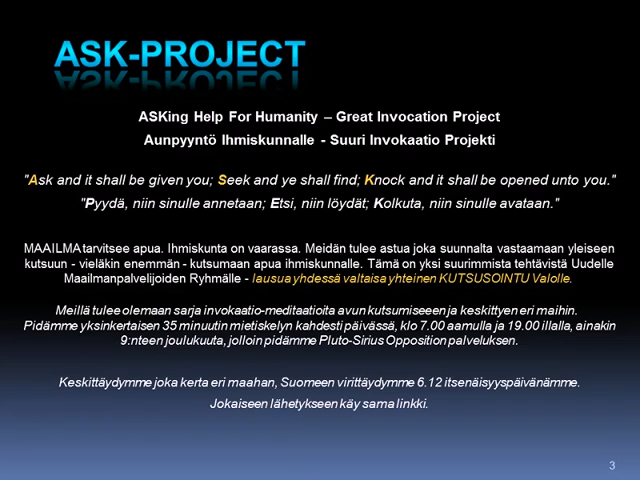 ASK-PROJECT
ASKing Help For Humanity – Great Invocation Project
Aunpyyntö Ihmiskunnalle - Suuri Invokaatio Projekti
"Ask and it shall be given you; Seek and ye shall find; Knock and it shall be opened unto you."
"Pyydä, niin sinulle annetaan; Etsi, niin löydät; Kolkuta, niin sinulle avataan."
MAAILMA tarvitsee apua. Ihmiskunta on vaarassa. Meidän tulee astua joka suunnalta vastaamaan yleiseen
kutsuun - vieläkin enemmän - kutsumaan apua ihmiskunnalle. Tämä on yksi suurimmista tehtävistä Uudelle
Maailmanpalvelijoiden Ryhmälle - lausua yhdessä valtaisa yhteinen KUTSUSOINTU Valolle.
Meillä tulee olemaan sarja invokaatio-meditaatioita avun kutsumiseeen ja keskittyen eri maihin.
Pidämme yksinkertaisen 35 minuutin mietiskelyn kahdesti päivässä, klo 7.00 aamulla ja 19.00 illalla, ainakin
9:nteen joulukuuta, jolloin pidämme Pluto-Sirius Opposition palveluksen.
Keskittäydymme joka kerta eri maahan, Suomeen virittäydymme 6.12 itsenäisyyspäivänämme.
Jokaiseen lähetykseen käy sama linkki.
3